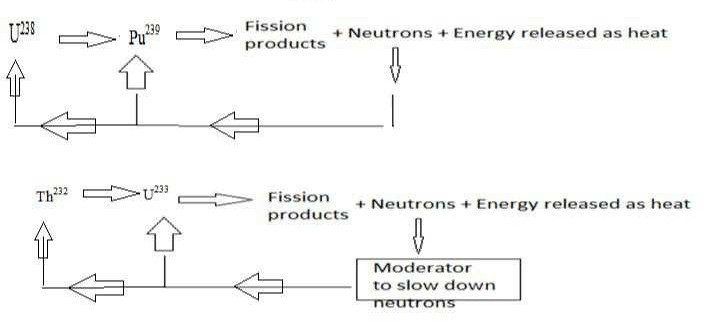 U²³⁸ Pu²³⁹ Fission + Neutrons + Energy released as heat
products
Th²³² U²³³ Fission + Neutrons + Energy released as heat
products
Moderator
to slow down
neutrons